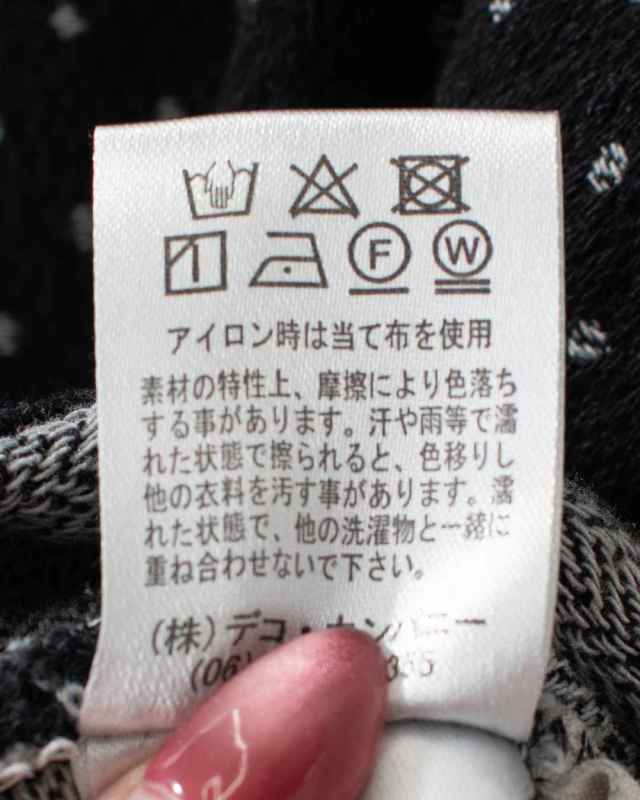 F W
アイロン時は当て布を使用
素材の特性上、摩擦により色落ち
する事があります。汗や雨等で濡
れた状態で擦られると、色移りし
他の衣料を汚す事があります。濡
れた状態で、他の洗濯物と一緒に
重ね合わせないで下さい。
(株)デコ・カンパニー
(06)